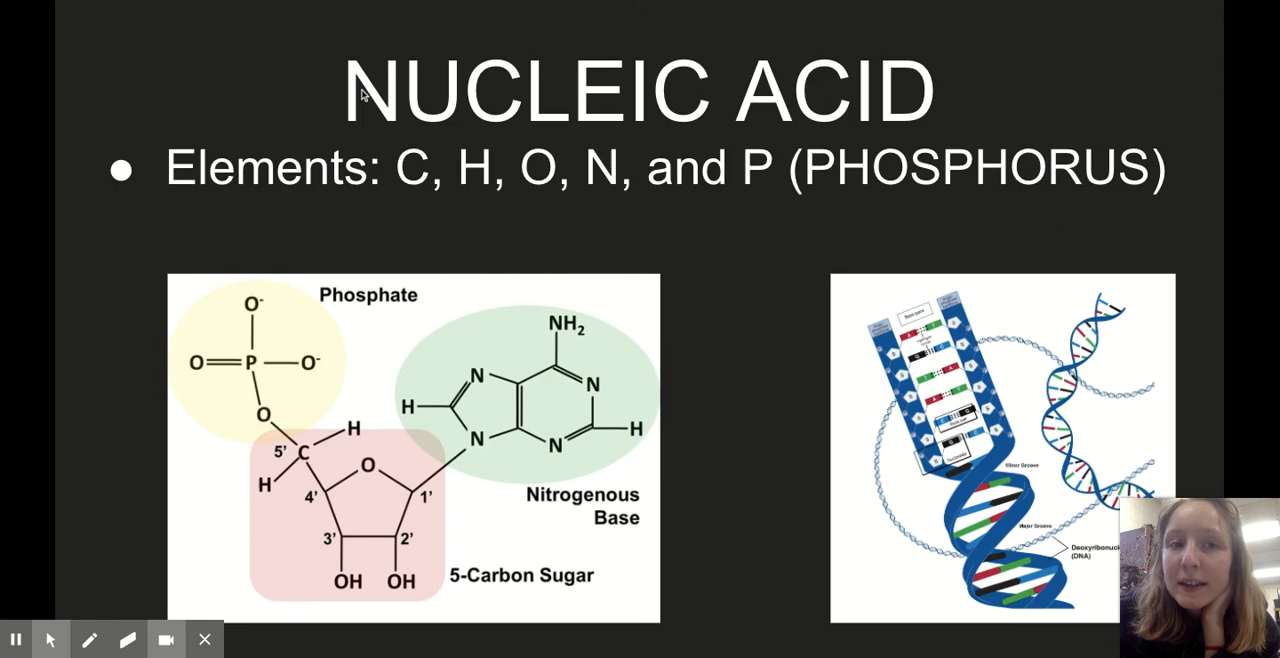 NUCLEIC ACID
● Elements: C, H, O, N, and P (PHOSPHORUS)
Phosphate
O-
O P O-
O
5' C H
H
4' O 1'
3' 2'
OH OH
5-Carbon Sugar
NH2
N N
H H
N N
Nitrogenous
Base
Minor Groove
Major Groove
(DNA)